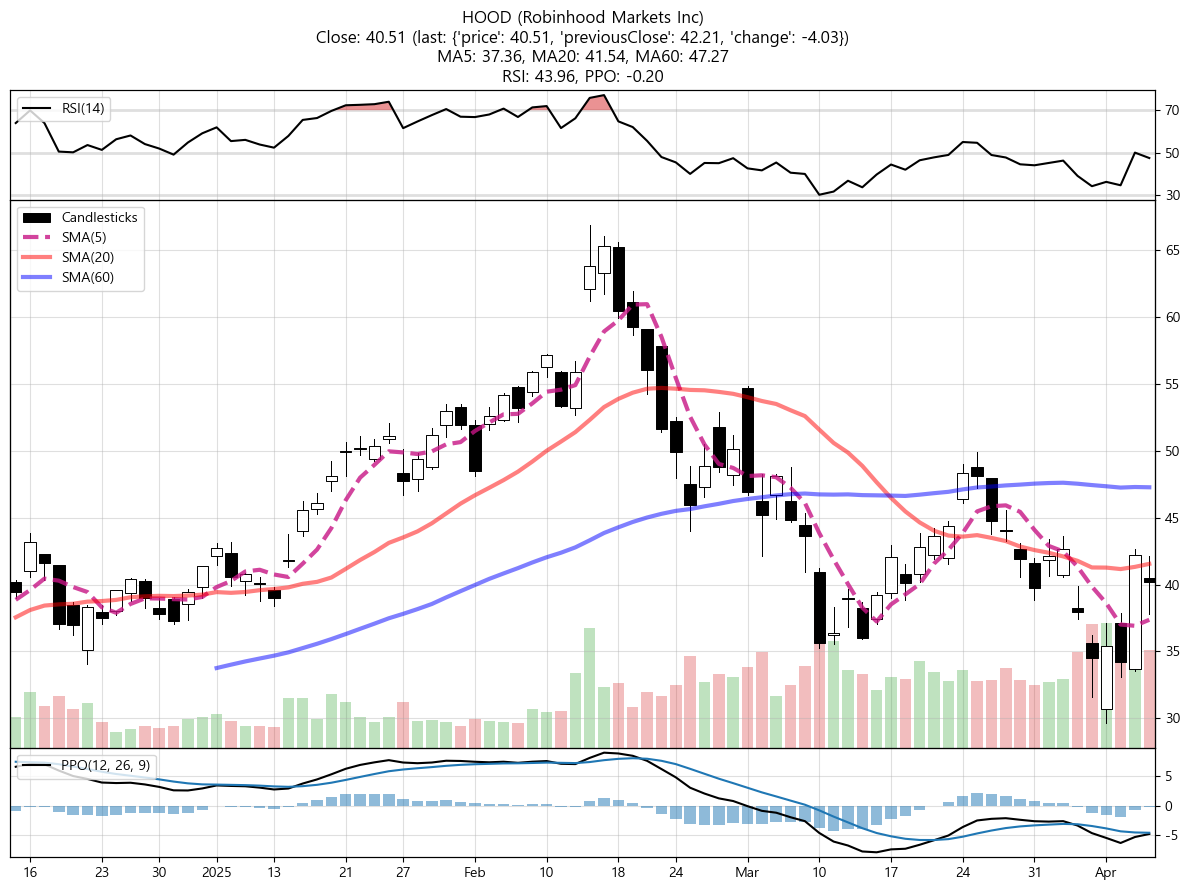 HOOD (Robinhood Markets Inc)
Close: 40.51 (last: {'price': 40.51, 'previousClose': 42.21, 'change': -4.03})
MA5: 37.36, MA20: 41.54, MA60: 47.27
RSI: 43.96, PPO: -0.20
RSI(14)
70
50
30
Candlesticks
SMA(5)
SMA(20)
SMA(60)
65
60
55
50
45
40
35
30
PPO(12, 26, 9)
5
0
-5
16 23 30 2025 13 21 27 Feb 10 18 24 Mar 10 17 24 31 Apr